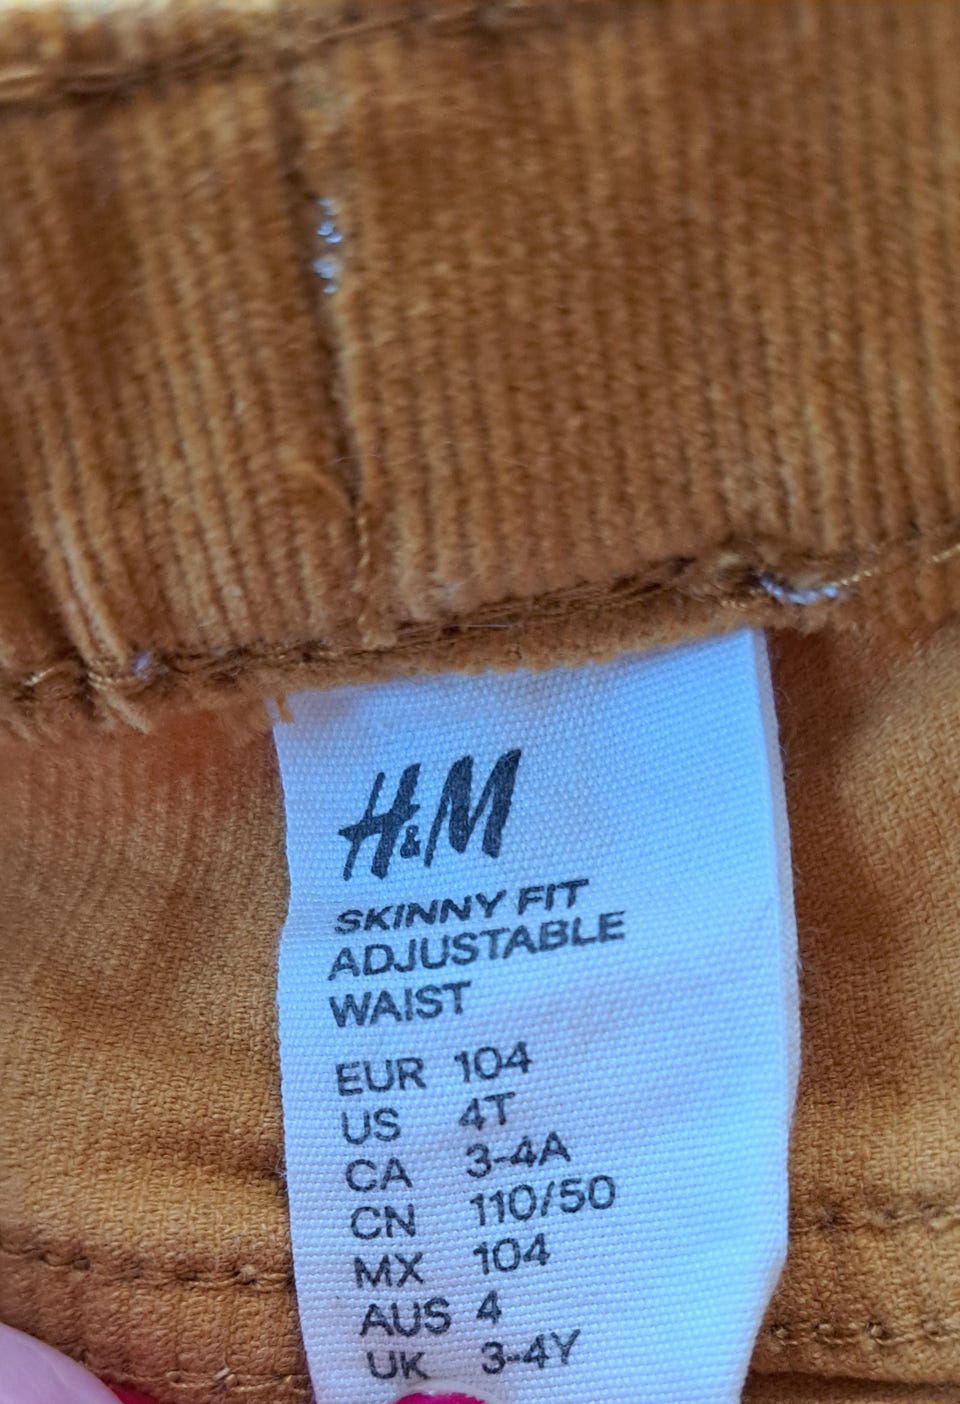 H&M
SKINNY FIT
ADJUSTABLE
WAIST
EUR 104
US 4T
CA 3-4A
CN 110/50
MX 104
AUS 4
UK 3-4Y